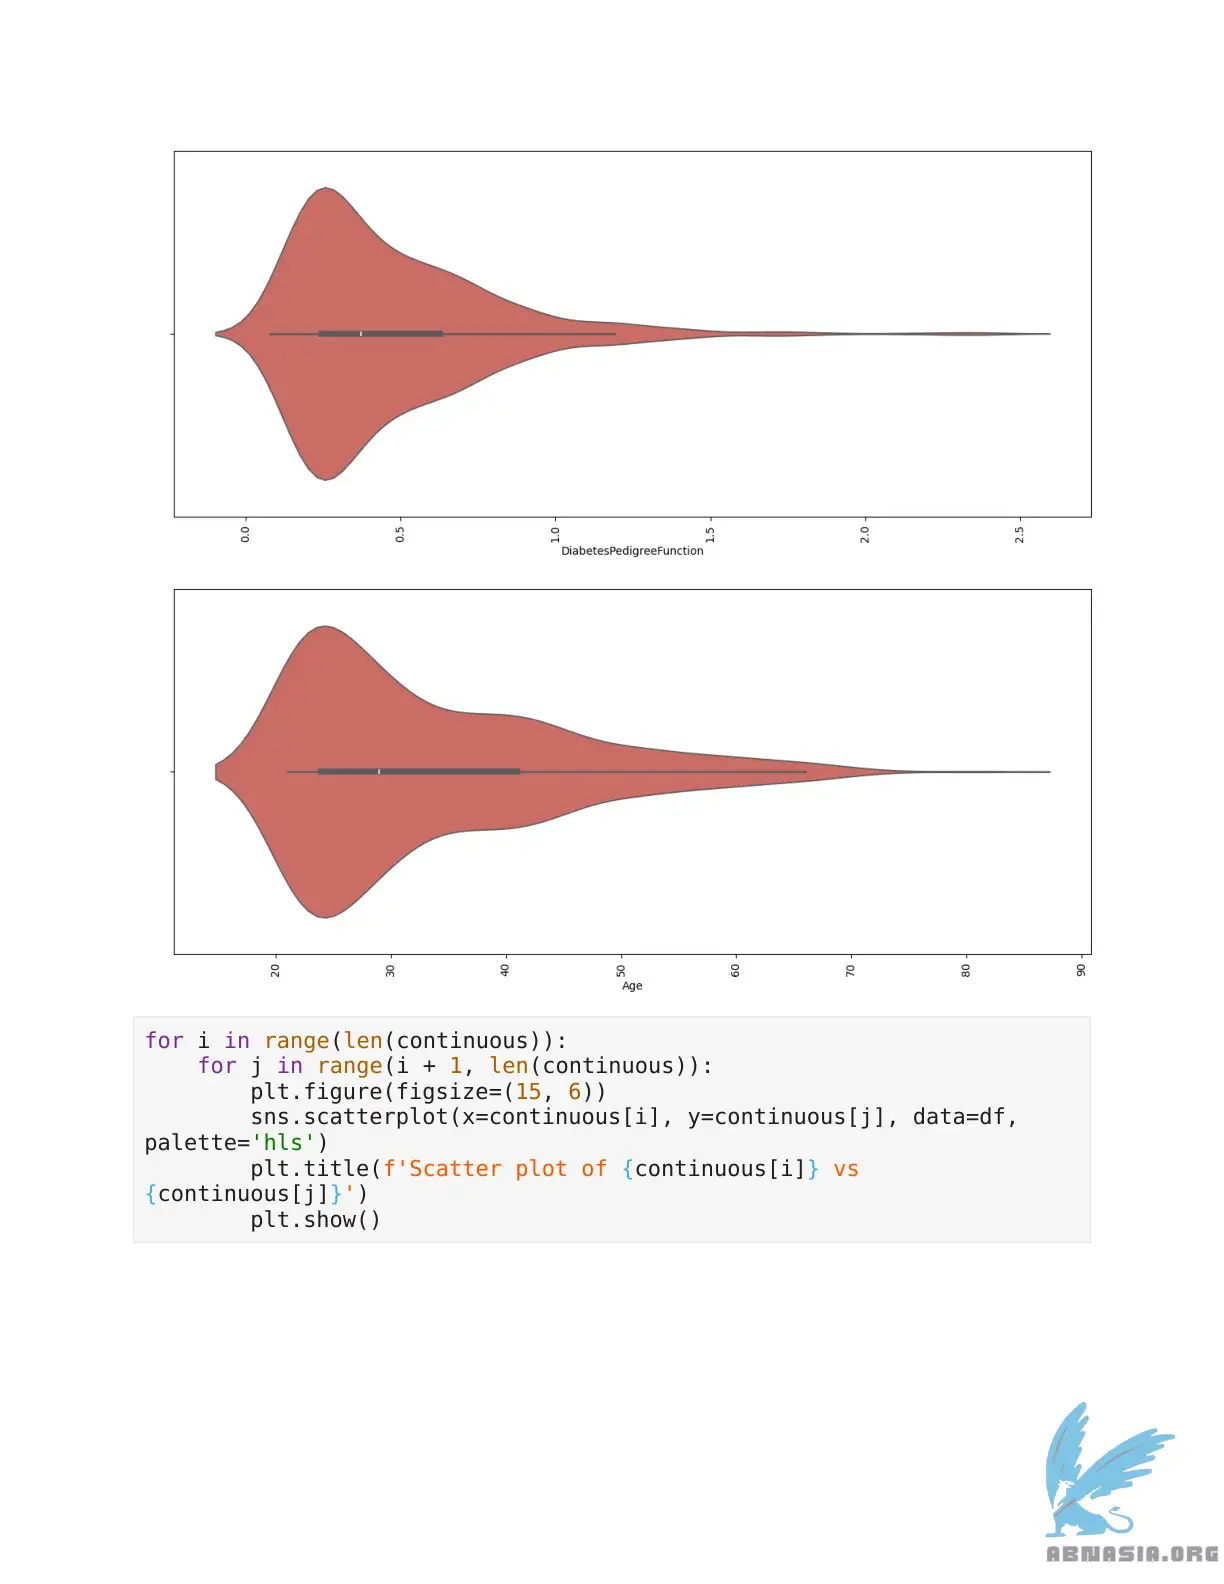 0.0 0.5 1.0 1.5 2.0 2.5
DiabetesPedigreeFunction
20 30 40 50 60 70 80 90
Age
for i in range(len(continuous)):
    for j in range(i + 1, len(continuous)):
        plt.figure(figsize=(15, 6))
        sns.scatterplot(x=continuous[i], y=continuous[j], data=df,
palette='hls')
        plt.title(f'Scatter plot of {continuous[i]} vs
{continuous[j]}')
        plt.show()
ABNASIA.ORG